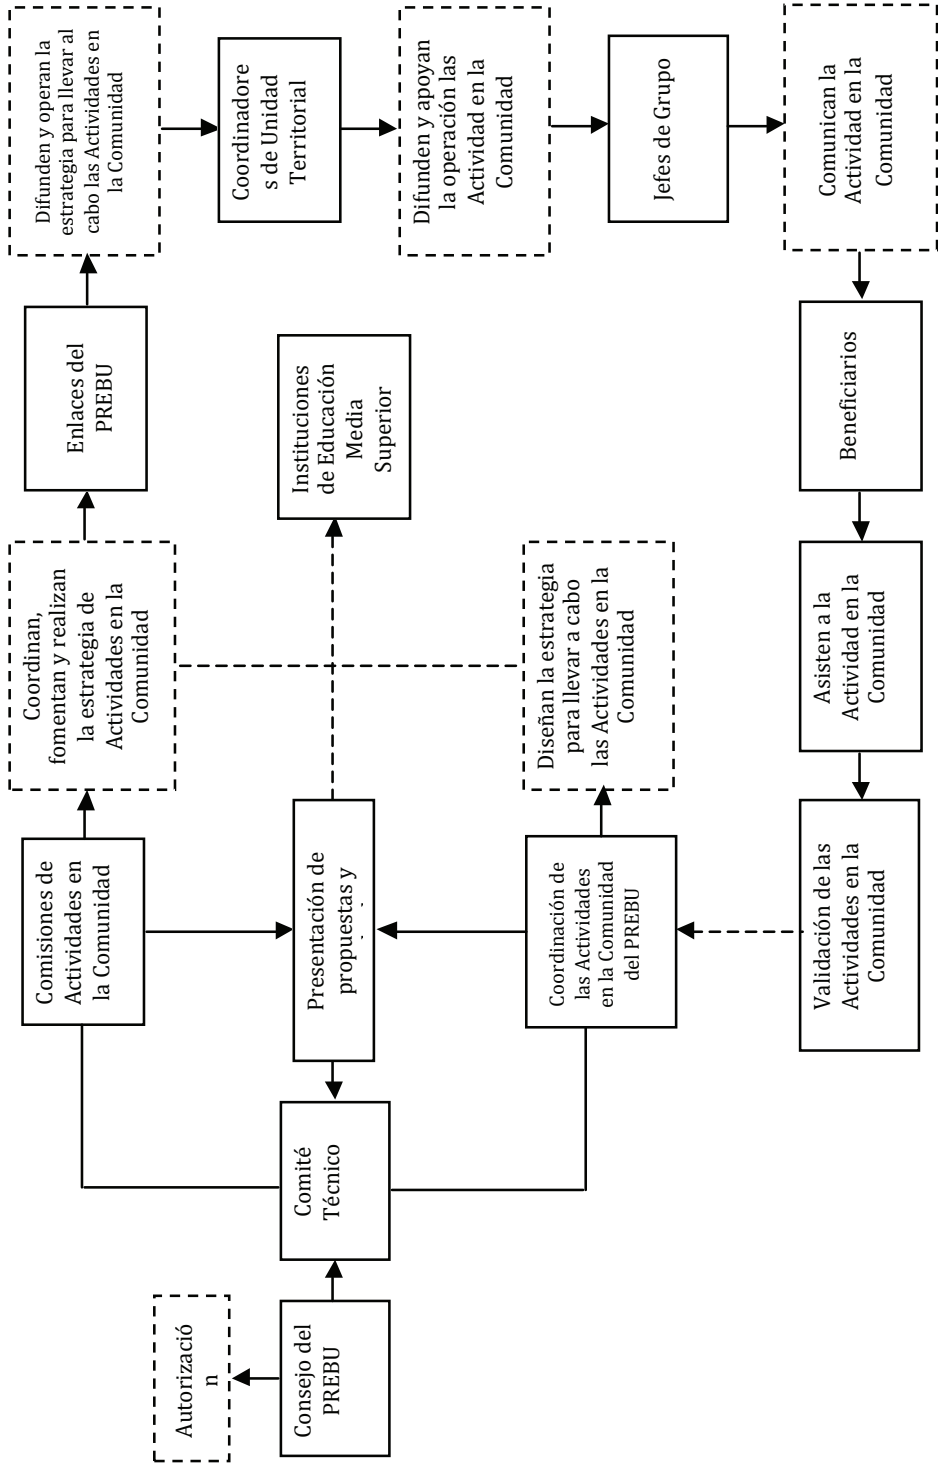 Consejo del
PREBU
Autorizació
n
Comité
Técnico
Comisiones de
Actividades en
la Comunidad
Presentación de
propuestas y
Coordinación de
las Actividades
en la Comunidad
del PREBU
Validación de las
Actividades en la
Comunidad
Coordinan,
fomentan y realizan
la estrategia de
Actividades en la
Comunidad
Diseñan la estrategia
para llevar a cabo
las Actividades en la
Comunidad
Asisten a la
Actividad en la
Comunidad
Enlaces del
PREBU
Instituciones
de Educación
Media
Superior
Beneficiarios
Difunden y operan la
estrategia para llevar al
cabo las Actividades en
la Comunidad
Coordinadore
s de Unidad
Territorial
Difunden y apoyan
la operación las
Actividad en la
Comunidad
Jefes de Grupo
Comunican la
Actividad en la
Comunidad